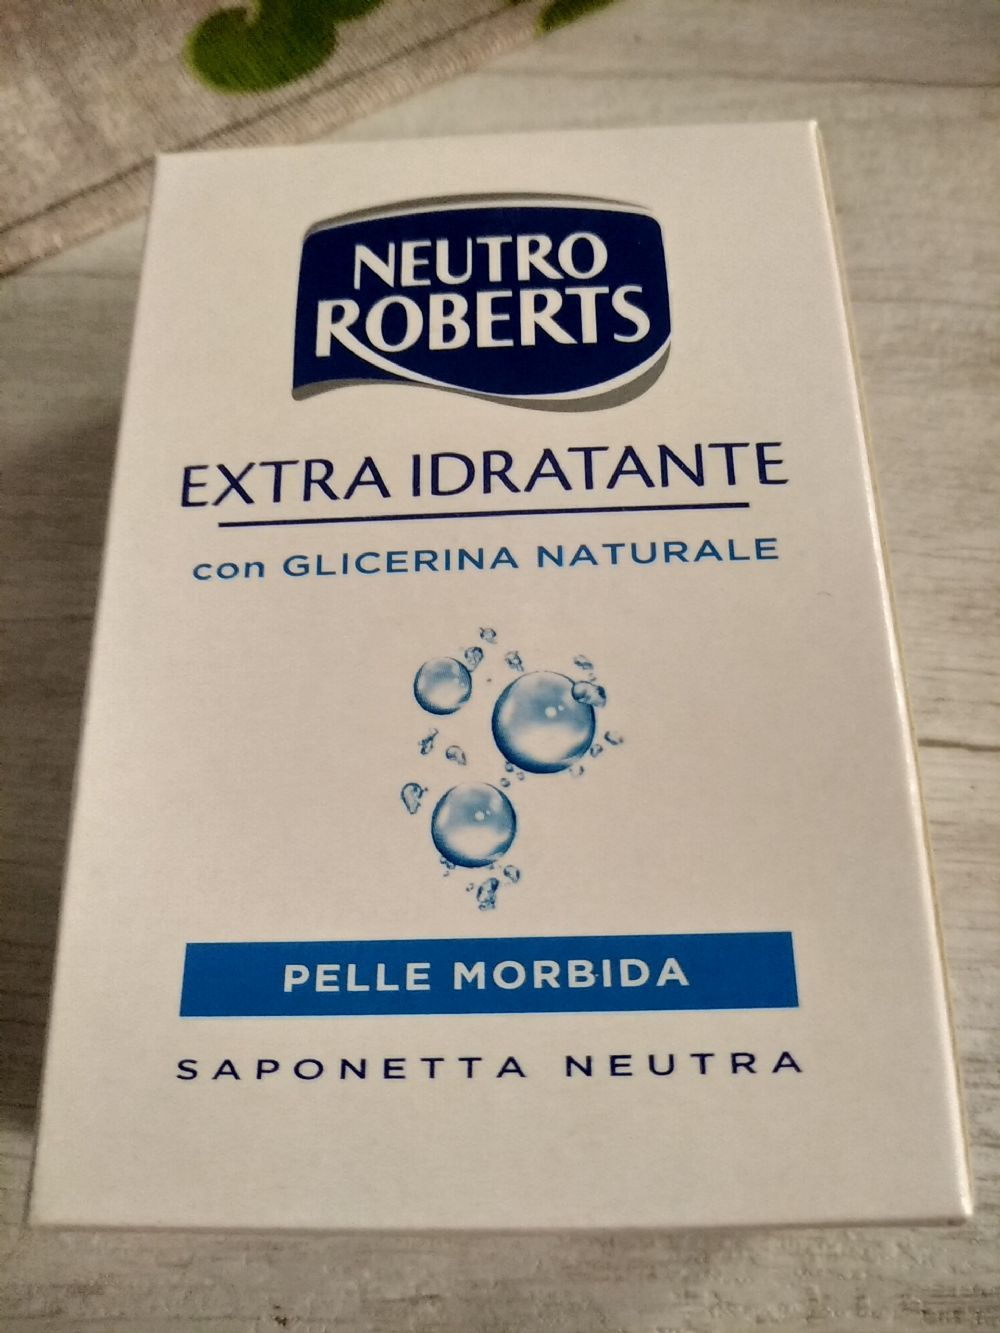 NEUTRO
ROBERTS
EXTRA IDRATANTE
con GLICERINA NATURALE
PELLE MORBIDA
SAPONETTA NEUTRA